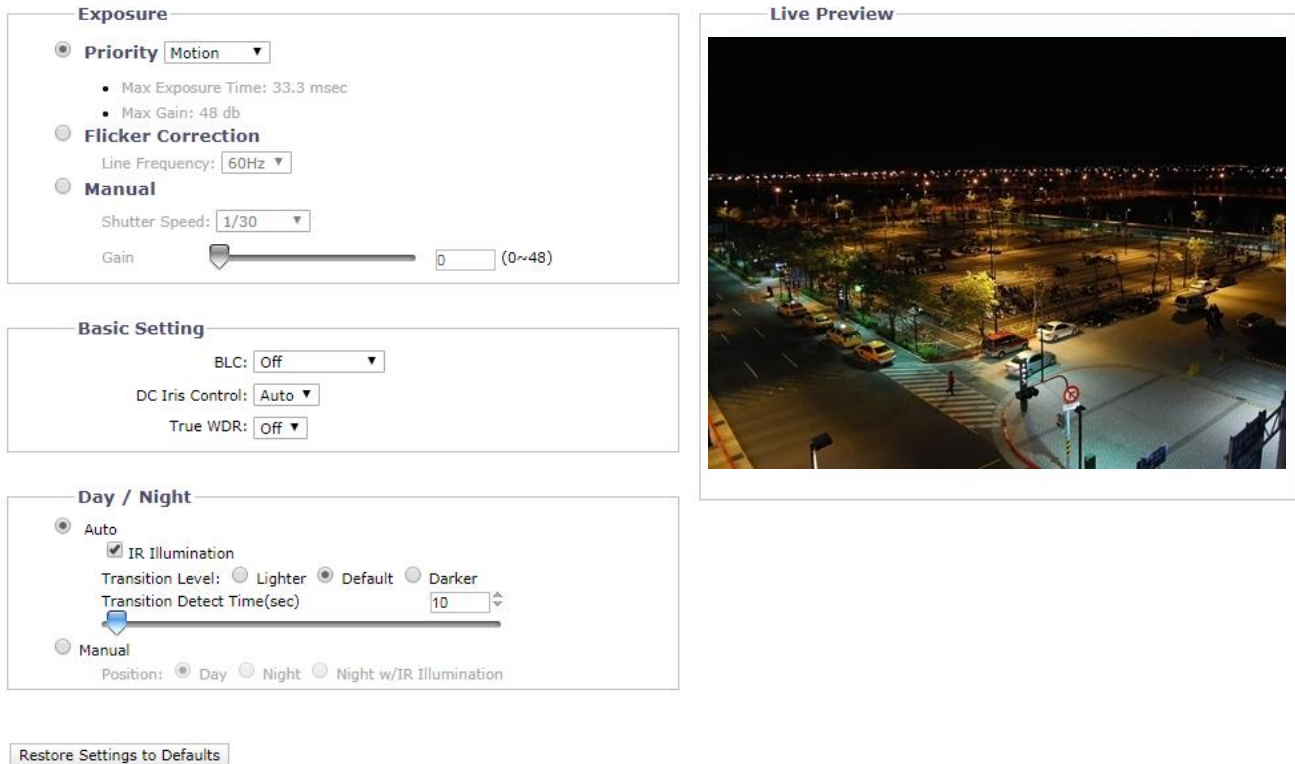 Exposure
Priority Motion
Max Exposure Time: 33.3 msec
Max Gain: 48 db
Flicker Correction
Line Frequency: 60Hz
Manual
Shutter Speed: 1/30
Gain 0 (0~48)
Basic Setting
BLC: Off
DC Iris Control: Auto
True WDR: Off
Day / Night
Auto
IR Illumination
Transition Level: Lighter Default Darker
Transition Detect Time(sec) 10
Manual
Position: Day Night Night w/IR Illumination
Restore Settings to Defaults
Live Preview